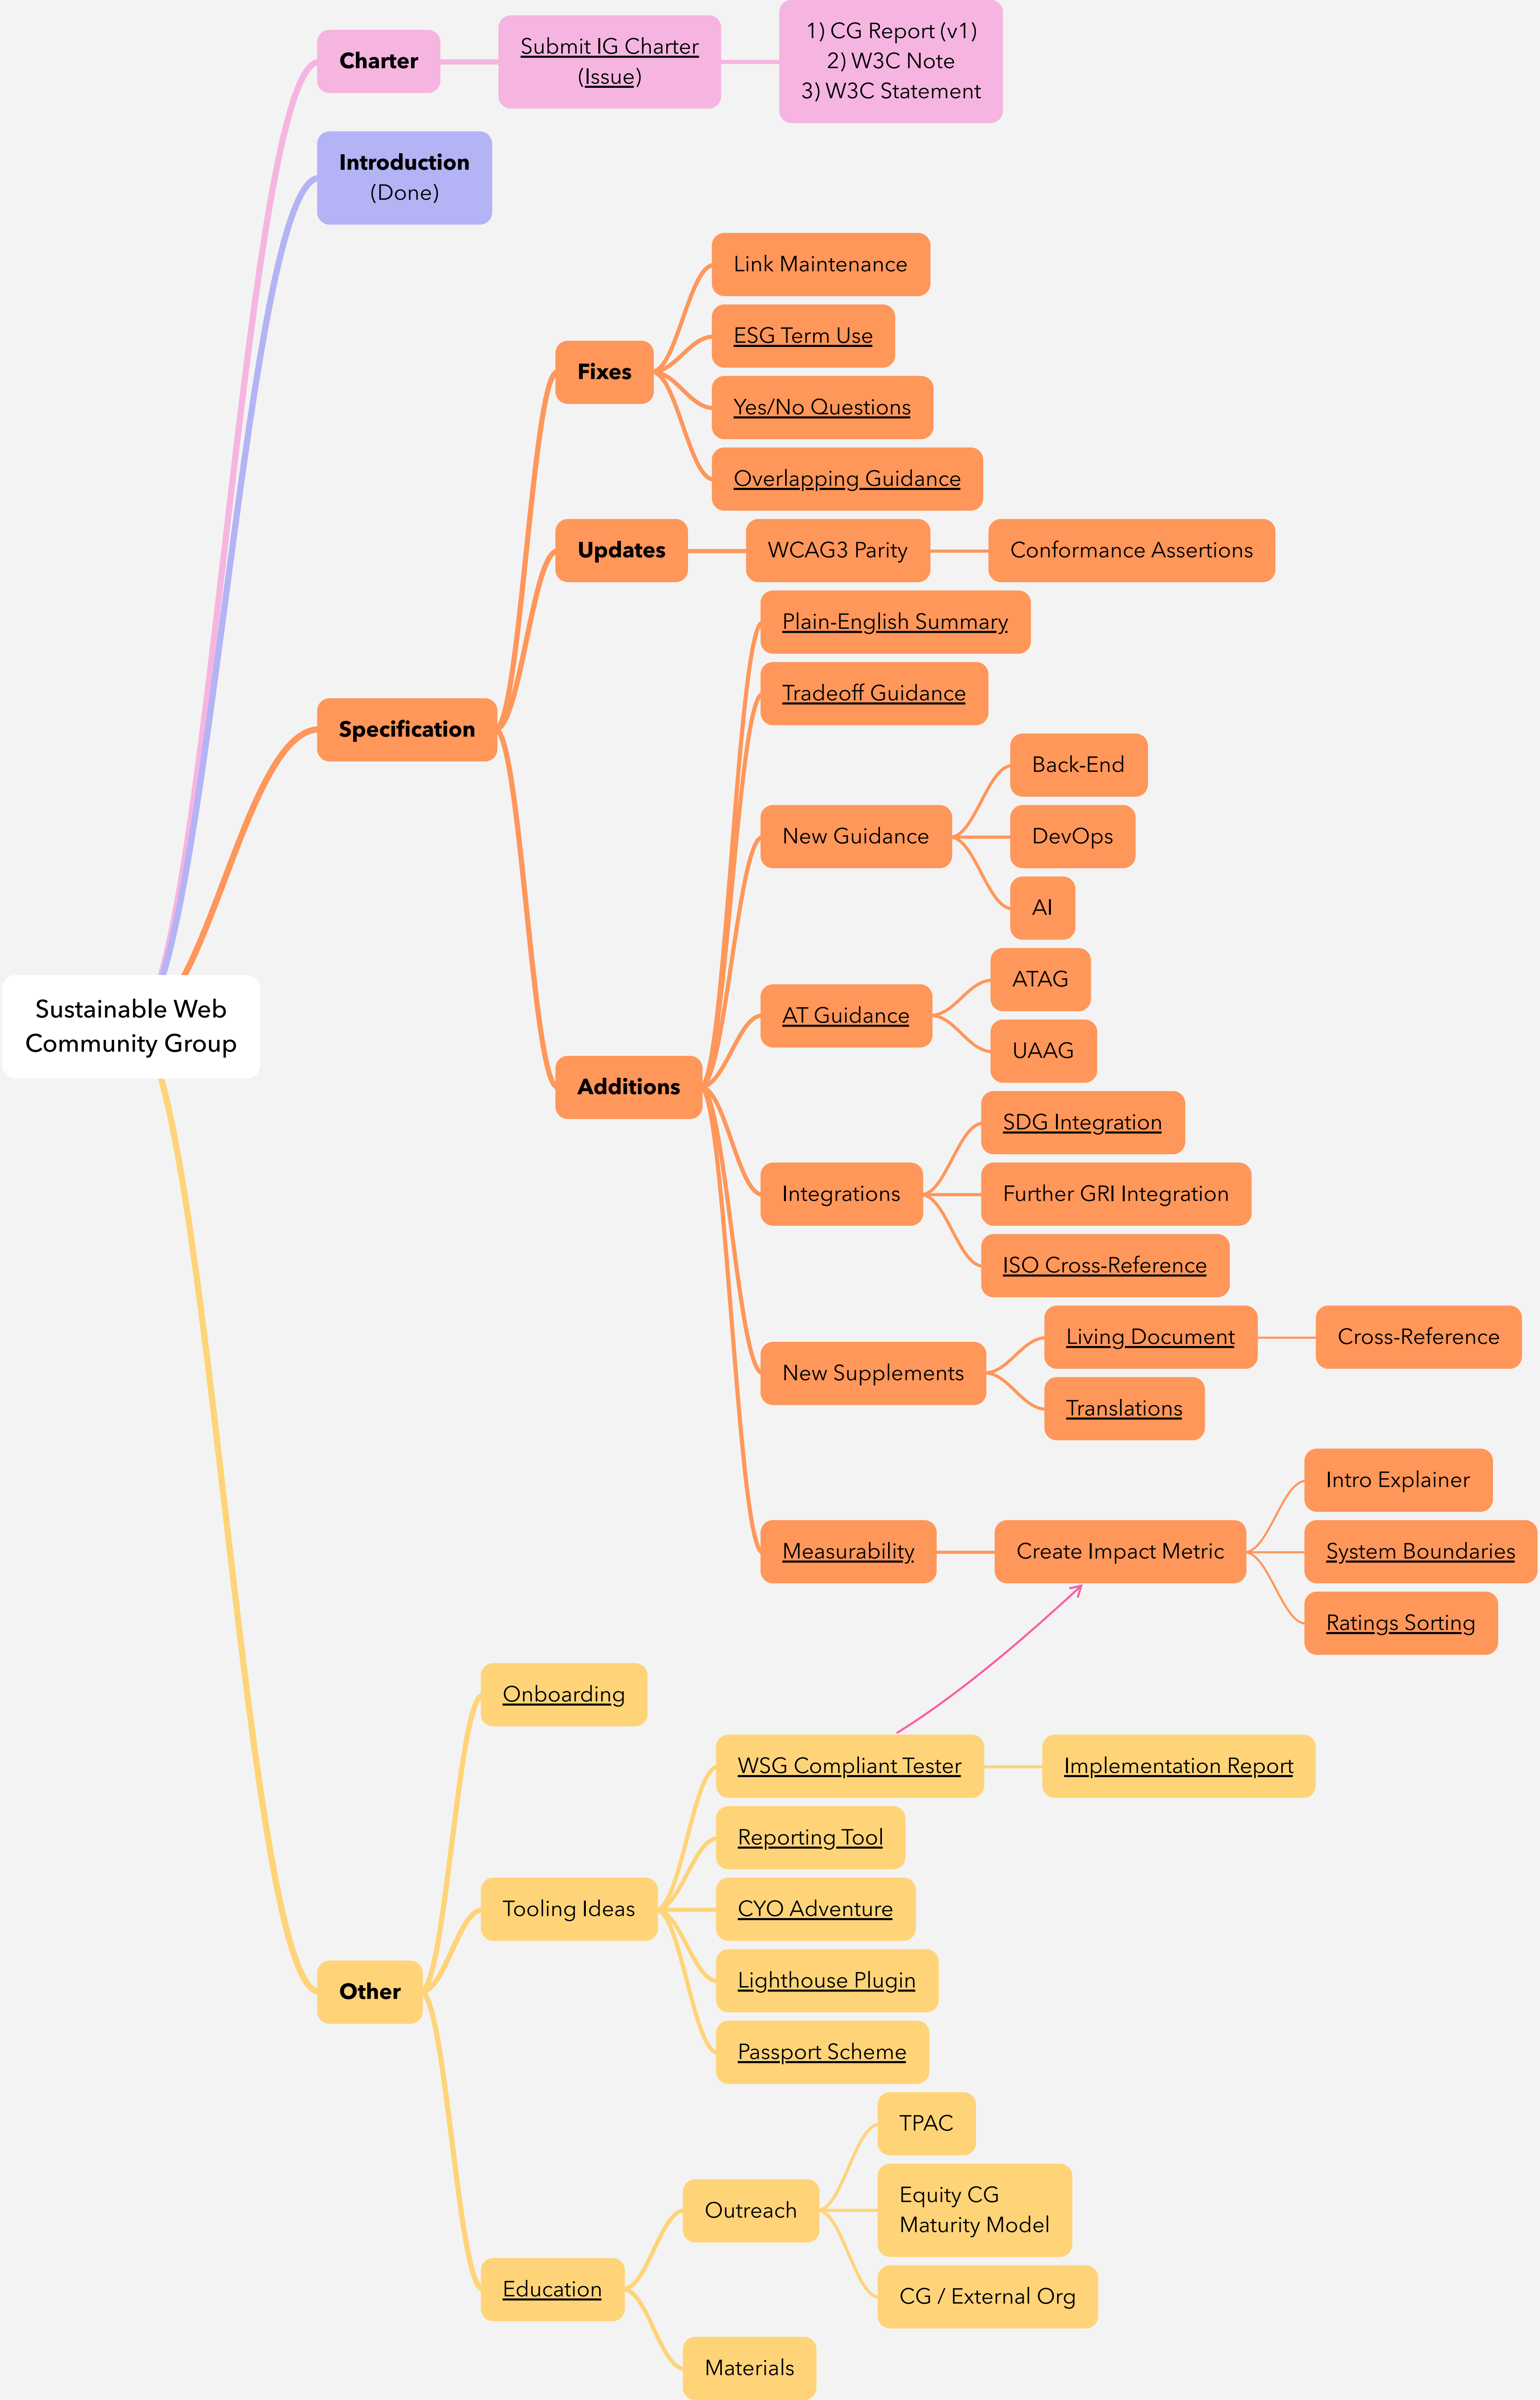 Charter
Submit IG Charter
(Issue)
1) CG Report (v1)
2) W3C Note
3) W3C Statement
Introduction
(Done)
Link Maintenance
ESG Term Use
Fixes
Yes/No Questions
Overlapping Guidance
Updates
WCAG3 Parity
Conformance Assertions
Plain-English Summary
Tradeoff Guidance
Specification
Back-End
New Guidance
DevOps
AI
ATAG
Sustainable Web
Community Group
AT Guidance
UAAG
Additions
SDG Integration
Integrations
Further GRI Integration
ISO Cross-Reference
Living Document
Cross-Reference
New Supplements
Translations
Intro Explainer
Measurability
Create Impact Metric
System Boundaries
Ratings Sorting
Onboarding
WSG Compliant Tester
Implementation Report
Reporting Tool
Tooling Ideas
CYO Adventure
Lighthouse Plugin
Other
Passport Scheme
TPAC
Outreach
Equity CG
Maturity Model
Education
CG / External Org
Materials